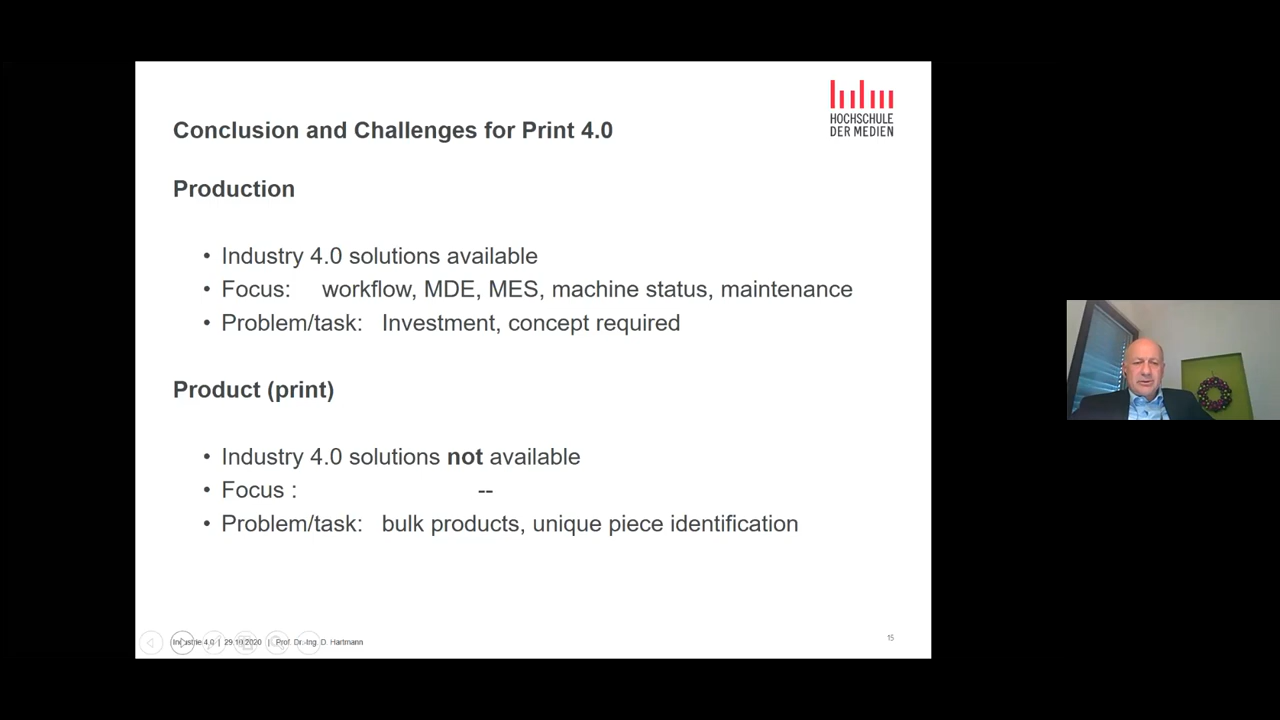 HOCHSCHULE
DER MEDIEN
Conclusion and Challenges for Print 4.0
Production
• Industry 4.0 solutions available
• Focus: workflow, MDE, MES, machine status, maintenance
• Problem/task: Investment, concept required
Product (print)
• Industry 4.0 solutions not available
• Focus : --
• Problem/task: bulk products, unique piece identification
Industrie 4.0 | 29.10.2020 | Prof. Dr.-Ing. D. Hartmann
15